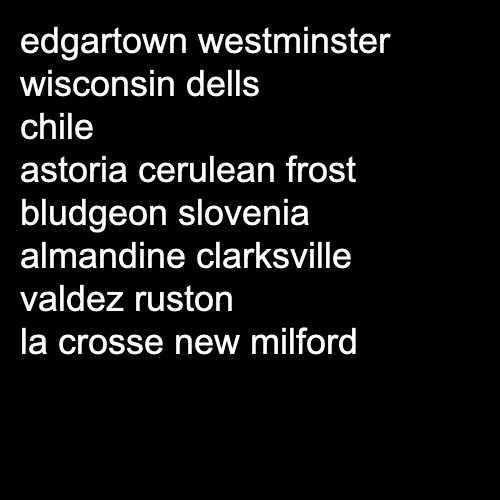 edgartown westminster
wisconsin dells
chile
astoria cerulean frost
bludgeon slovenia
almandine clarksville
valdez ruston
la crosse new milford